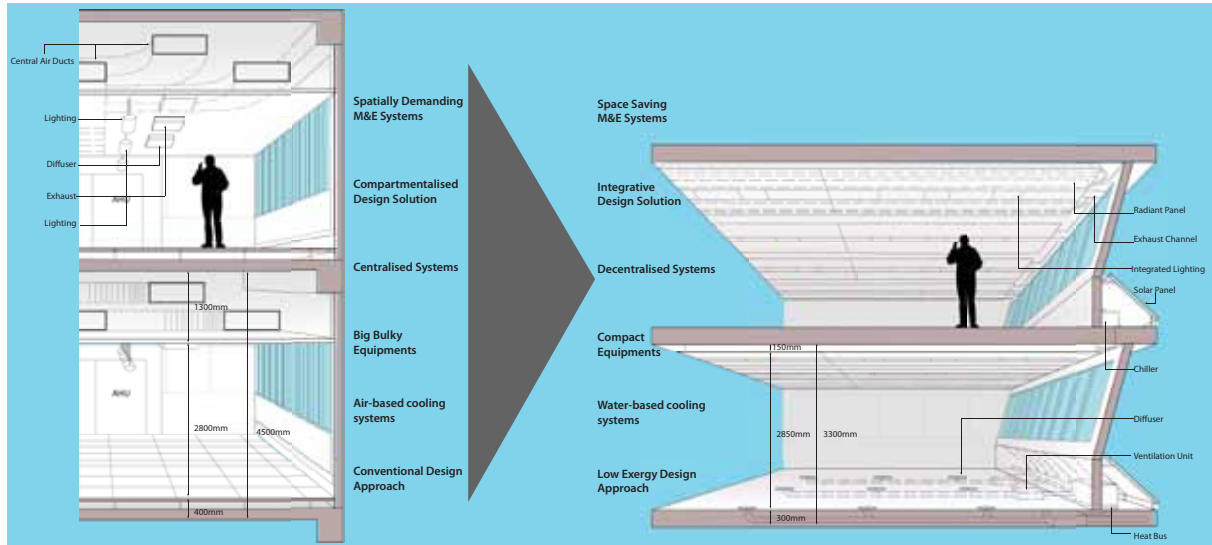 Central Air Ducts
Lighting
Diffuser
Exhaust
Lighting
AHU
1300mm
AHU
2800mm
4500mm
400mm
Spatially Demanding
M&E Systems
Compartmentalised
Design Solution
Centralised Systems
Big Bulky
Equipments
Air-based cooling
systems
Conventional Design
Approach
Space Saving
M&E Systems
Integrative
Design Solution
Decentralised Systems
Compact
Equipments
Water-based cooling
systems
Low Exergy Design
Approach
150mm
2850mm
3300mm
300mm
Radiant Panel
Exhaust Channel
Integrated Lighting
Solar Panel
Chiller
Diffuser
Ventilation Unit
Heat Bus